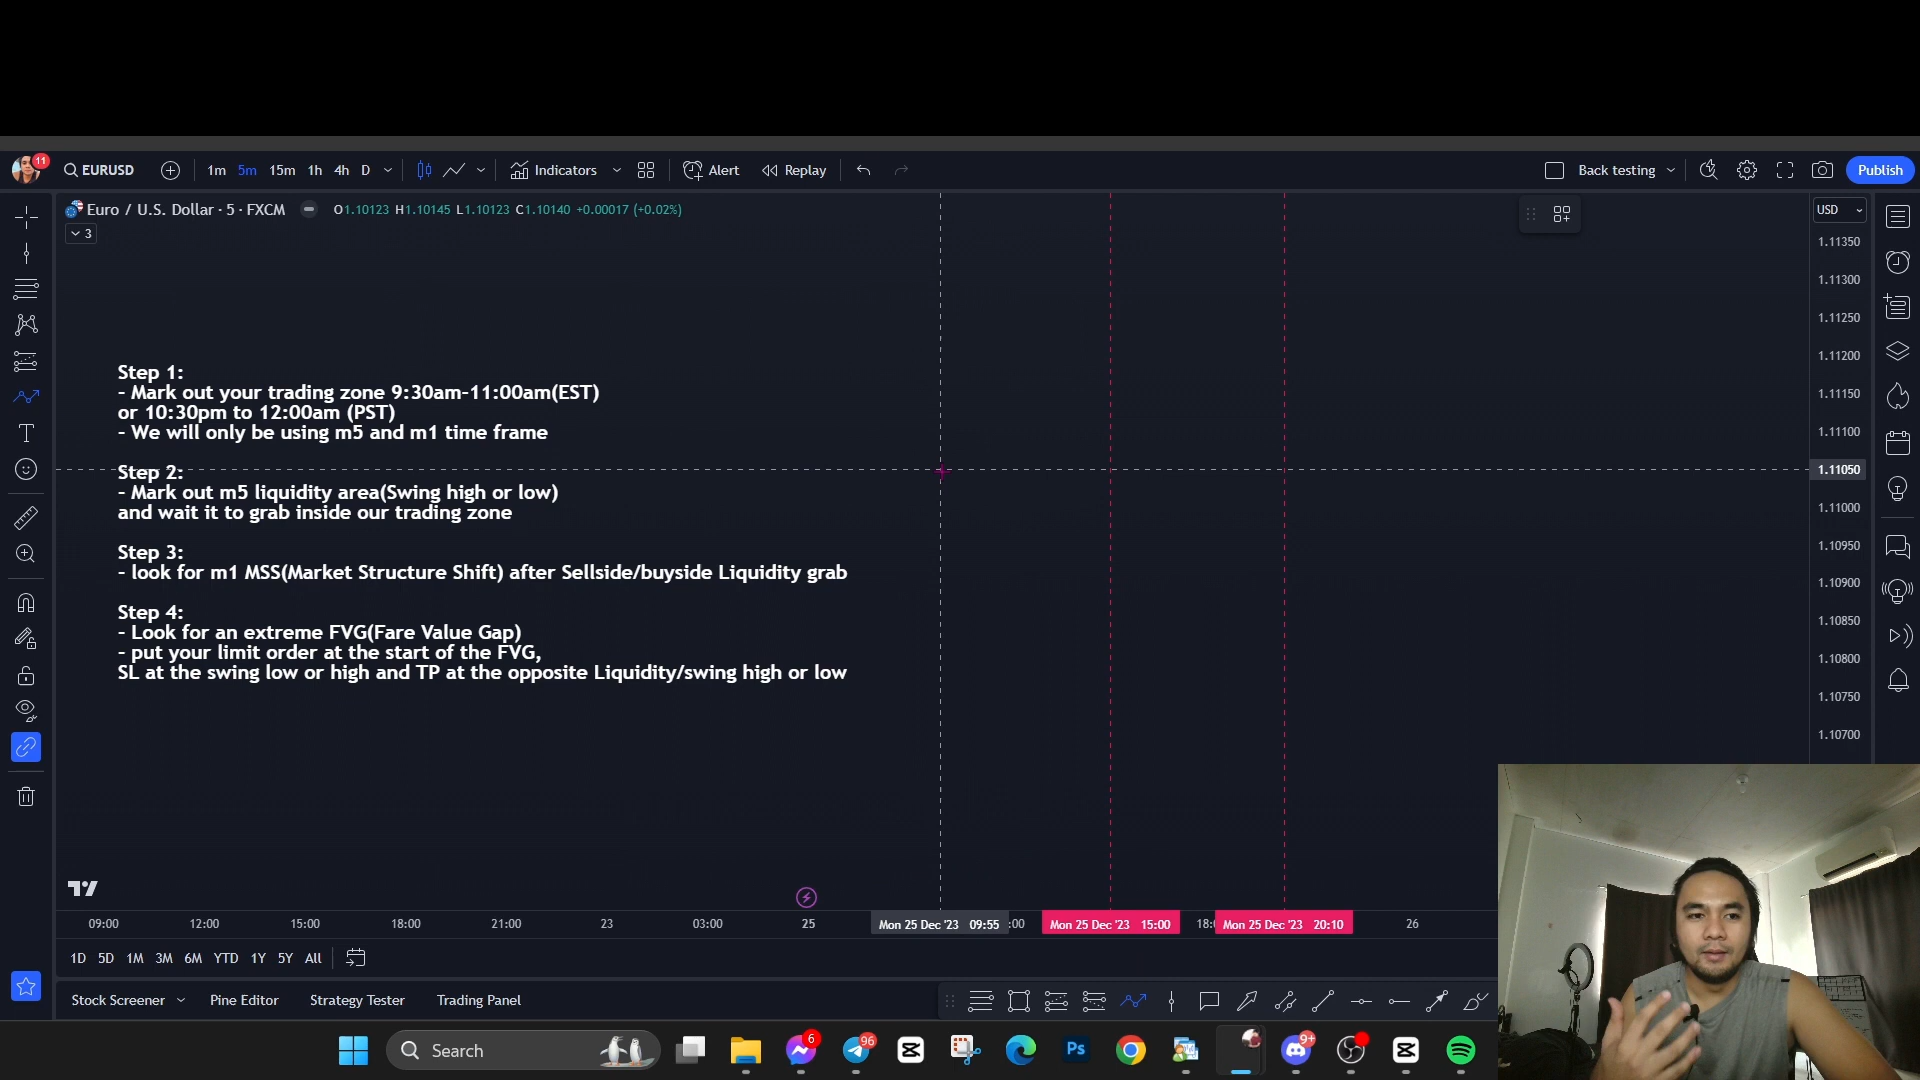 11
EURUSD
1m 5m 15m 1h 4h D
Indicators
Alert
Replay
Back testing
Publish
Euro / U.S. Dollar · 5 · FXCM
O1.10123 H1.10145 L1.10123 C1.10140 +0.00017 (+0.02%)
3
USD
1.11350
1.11300
1.11250
1.11200
1.11150
1.11100
1.11050
1.11000
1.10950
1.10900
1.10850
1.10800
1.10750
1.10700
Step 1:
- Mark out your trading zone 9:30am-11:00am(EST)
or 10:30pm to 12:00am (PST)
- We will only be using m5 and m1 time frame
Step 2:
- Mark out m5 liquidity area(Swing high or low)
and wait it to grab inside our trading zone
Step 3:
- look for m1 MSS(Market Structure Shift) after Sellside/buyside Liquidity grab
Step 4:
- Look for an extreme FVG(Fare Value Gap)
- put your limit order at the start of the FVG,
SL at the swing low or high and TP at the opposite Liquidity/swing high or low
09:00 12:00 15:00 18:00 21:00 23 03:00 25 Mon 25 Dec '23 09:55 :00 Mon 25 Dec '23 15:00 18:0 Mon 25 Dec '23 20:10 26
1D 5D 1M 3M 6M YTD 1Y 5Y All
Stock Screener Pine Editor Strategy Tester Trading Panel
Search
6
96
Ps
9+